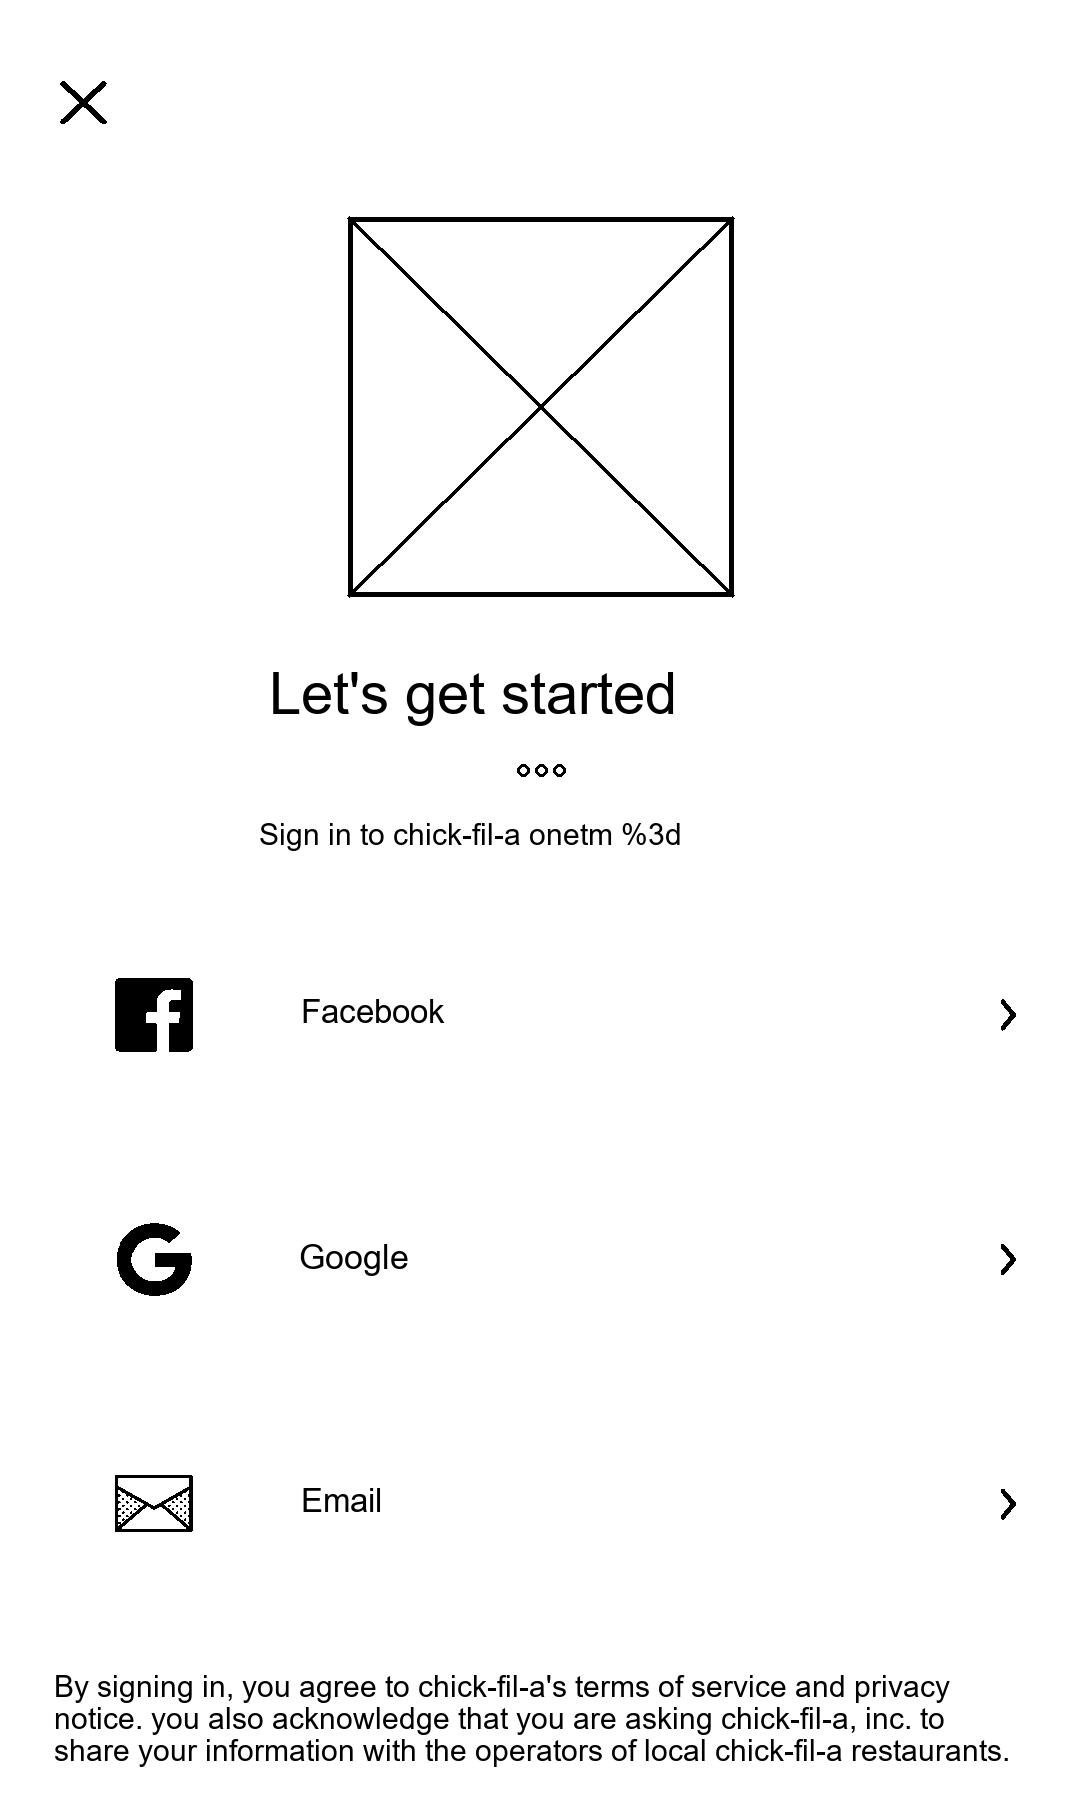 Let's get started
Sign in to chick-fil-a onetm %3d
Facebook
Google
Email
By signing in, you agree to chick-fil-a's terms of service and privacy
notice. you also acknowledge that you are asking chick-fil-a, inc. to
share your information with the operators of local chick-fil-a restaurants.